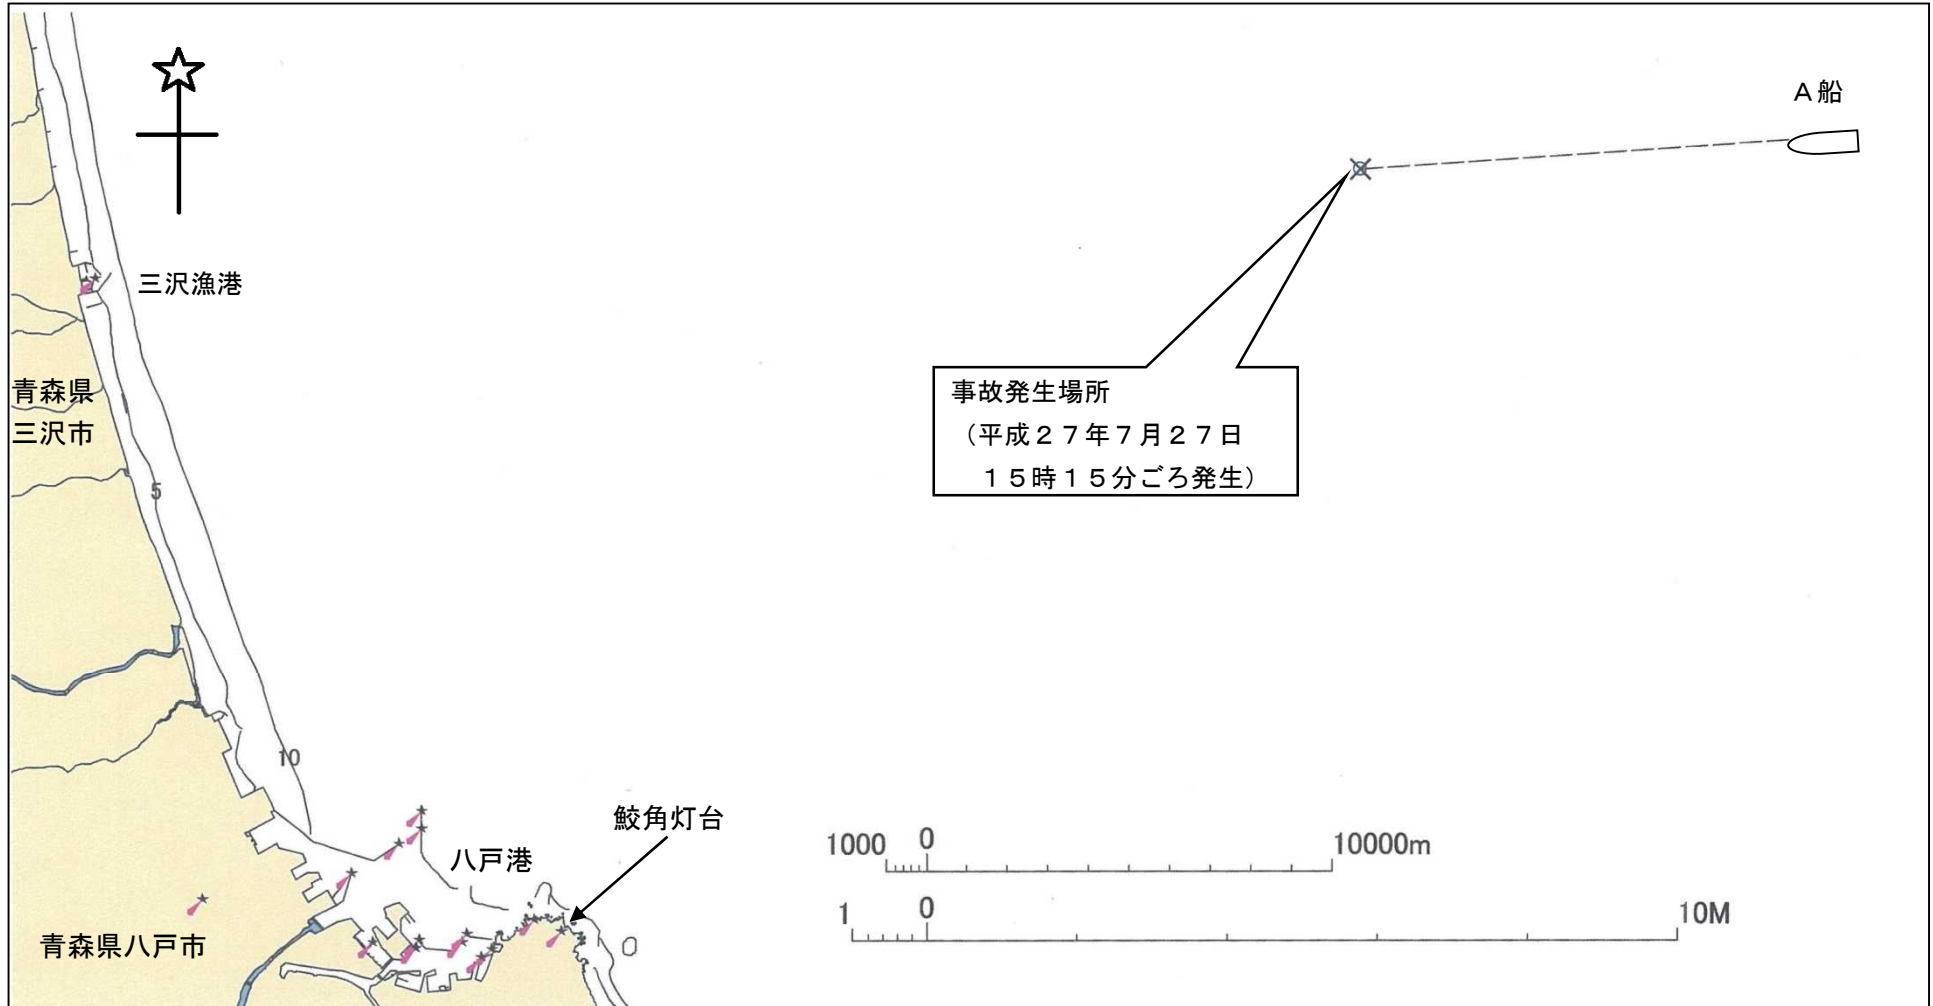 A船
三沢漁港
青森県
三沢市
事故発生場所
(平成27年7月27日
15時15分ごろ発生)
5
10
鮫角灯台
八戸港
青森県八戸市
1000 0 10000m
1 0 10M